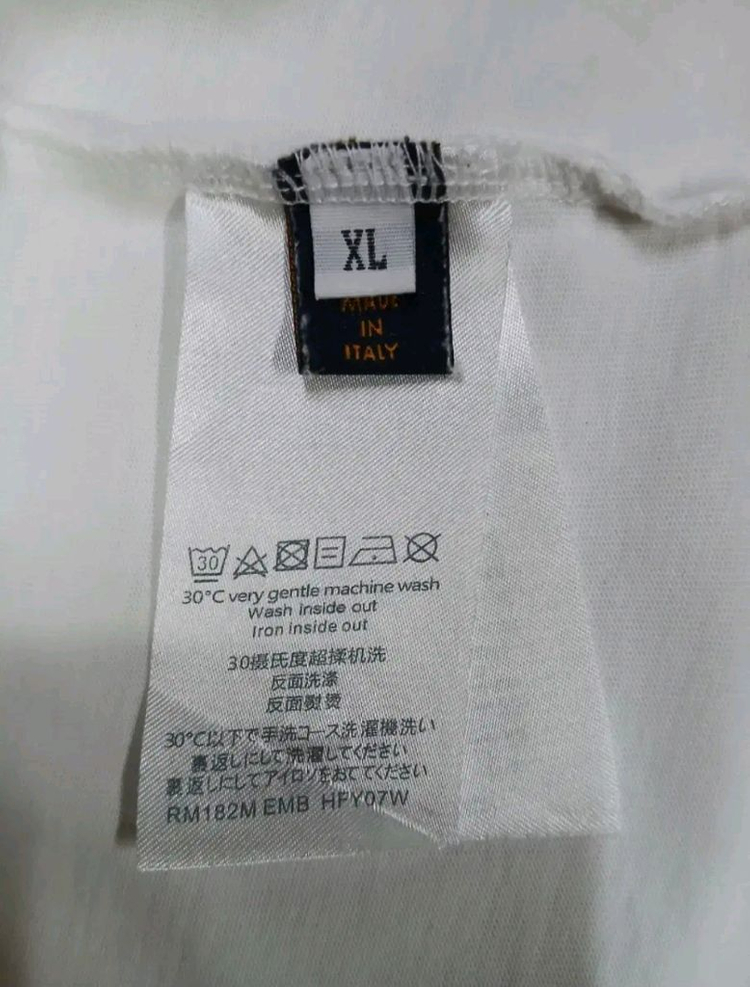 XL
MADE
IN
ITALY
30
30°C very gentle machine wash
Wash inside out
Iron inside out
30摄氏度超揉机洗
反面洗涤
反面熨烫
30°C以下で手洗コース洗濯機洗い
裏返しにして洗濯してください
裏返しにしてアイロソをおててください
RM182M EMB HFY07W